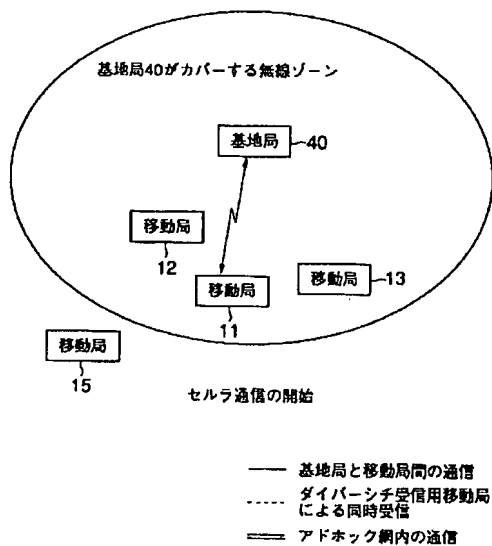 基地局40がカバーする無線ゾーン
基地局
40
移動局
12
移動局
11
移動局
13
移動局
15
セルラ通信の開始
基地局と移動局間の通信
ダイバーシチ受信用移動局
による同時受信
アドホック網内の通信